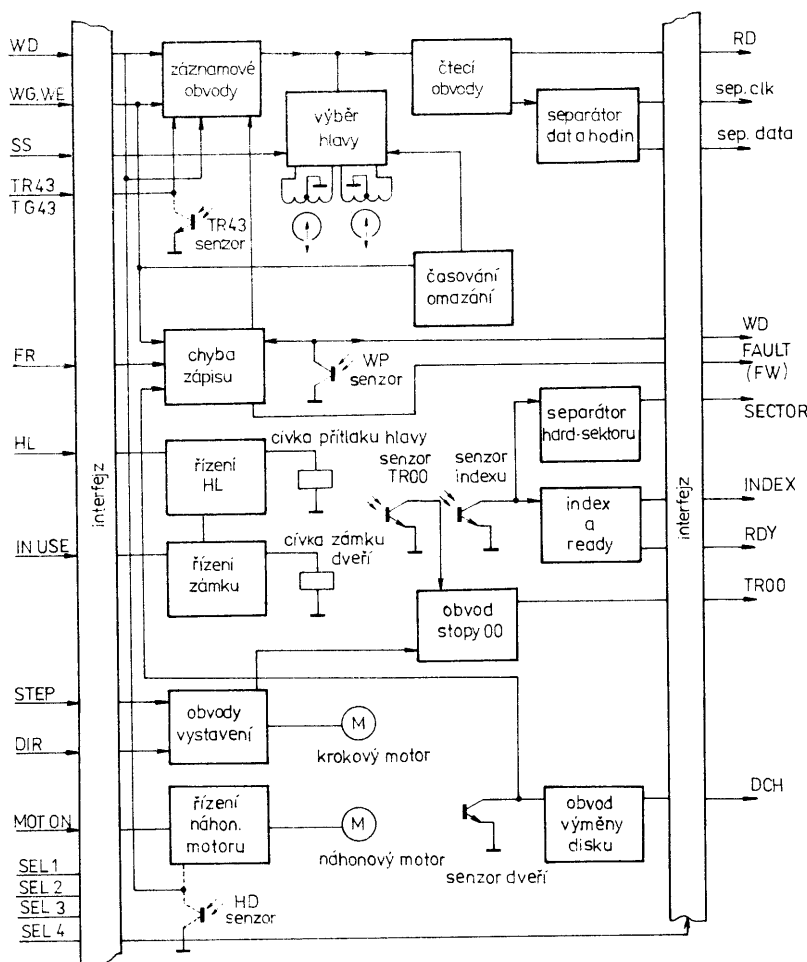 WD
WG,WE
SS
TR43
TG43
FR
HL
IN USE
STEP
DIR
MOT ON
SEL 1
SEL 2
SEL 3
SEL 4
interfejz
záznamové
obvody
čtecí
obvody
výběr
hlavy
separátor
dat a hodin
TR43
senzor
časování
omazání
chyba
zápisu
WP
senzor
cívka přítlaku hlavy
řízení
HL
senzor
TR00
senzor
indexu
separátor
hard-sektoru
cívka zámku
dveří
řízení
zámku
index
a
ready
obvod
stopy 00
obvody
vystavení
M
krokový motor
řízení
náhon.
motoru
M
náhonový motor
senzor dveří
obvod
výměny
disku
HD
senzor
interfejz
RD
sep. clk
sep. data
WD
FAULT
(FW)
SECTOR
INDEX
RDY
TR00
DCH